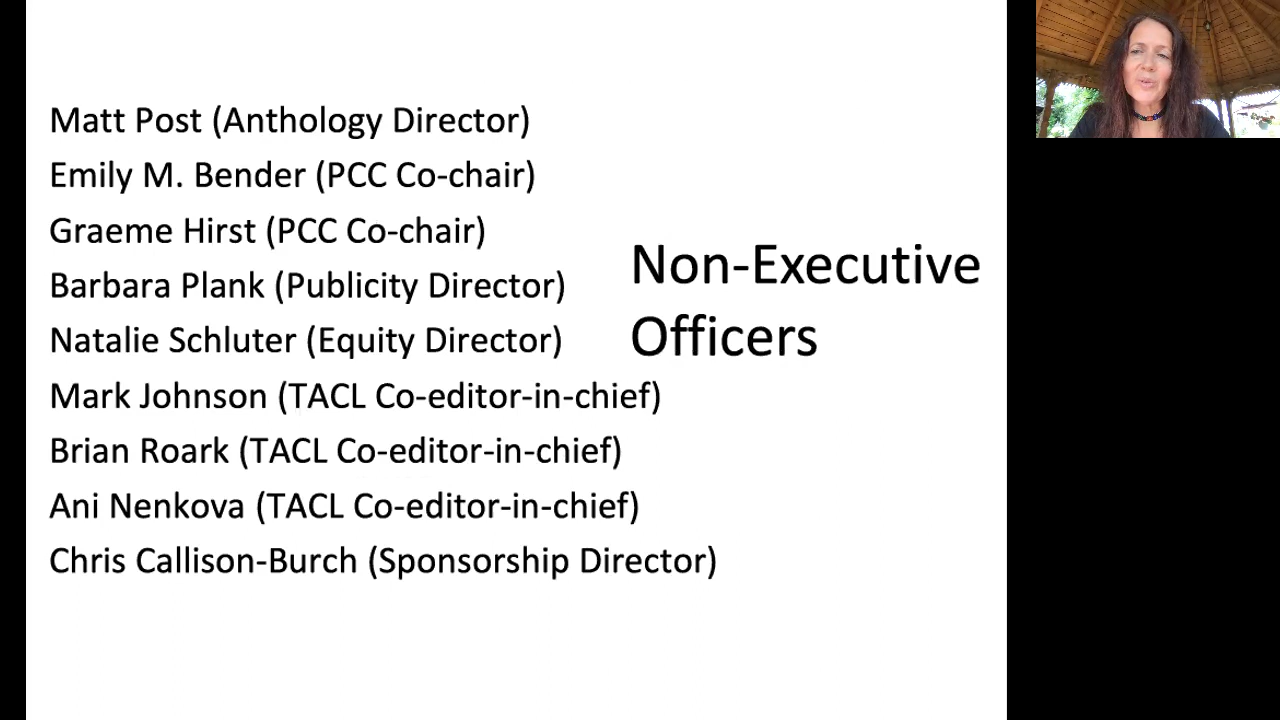 Matt Post (Anthology Director)
Emily M. Bender (PCC Co-chair)
Graeme Hirst (PCC Co-chair)
Barbara Plank (Publicity Director)
Natalie Schluter (Equity Director)
Mark Johnson (TACL Co-editor-in-chief)
Brian Roark (TACL Co-editor-in-chief)
Ani Nenkova (TACL Co-editor-in-chief)
Chris Callison-Burch (Sponsorship Director)
Non-Executive
Officers